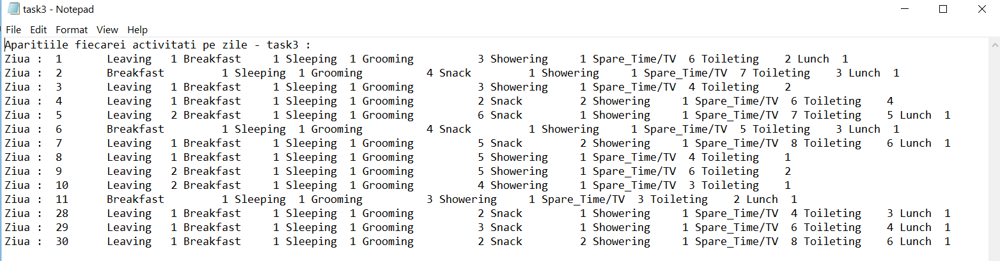 task3 - Notepad
File Edit Format View Help
Aparitiile fiecarei activitati pe zile - task3 :
Ziua : 1 Leaving 1 Breakfast 1 Sleeping 1 Grooming 3 Showering 1 Spare_Time/TV 6 Toileting 2 Lunch 1
Ziua : 2 Breakfast 1 Sleeping 1 Grooming 4 Snack 1 Showering 1 Spare_Time/TV 7 Toileting 3 Lunch 1
Ziua : 3 Leaving 1 Breakfast 1 Sleeping 1 Grooming 3 Showering 1 Spare_Time/TV 4 Toileting 2
Ziua : 4 Leaving 1 Breakfast 1 Sleeping 1 Grooming 2 Snack 2 Showering 1 Spare_Time/TV 6 Toileting 4
Ziua : 5 Leaving 2 Breakfast 1 Sleeping 1 Grooming 6 Snack 1 Showering 1 Spare_Time/TV 7 Toileting 5 Lunch 1
Ziua : 6 Breakfast 1 Sleeping 1 Grooming 4 Snack 1 Showering 1 Spare_Time/TV 5 Toileting 3 Lunch 1
Ziua : 7 Leaving 1 Breakfast 1 Sleeping 1 Grooming 5 Snack 2 Showering 1 Spare_Time/TV 8 Toileting 6 Lunch 1
Ziua : 8 Leaving 1 Breakfast 1 Sleeping 1 Grooming 5 Showering 1 Spare_Time/TV 4 Toileting 1
Ziua : 9 Leaving 2 Breakfast 1 Sleeping 1 Grooming 5 Showering 1 Spare_Time/TV 6 Toileting 2
Ziua : 10 Leaving 2 Breakfast 1 Sleeping 1 Grooming 4 Showering 1 Spare_Time/TV 3 Toileting 1
Ziua : 11 Breakfast 1 Sleeping 1 Grooming 3 Showering 1 Spare_Time/TV 3 Toileting 2 Lunch 1
Ziua : 28 Leaving 1 Breakfast 1 Sleeping 1 Grooming 2 Snack 1 Showering 1 Spare_Time/TV 4 Toileting 3 Lunch 1
Ziua : 29 Leaving 1 Breakfast 1 Sleeping 1 Grooming 3 Snack 1 Showering 1 Spare_Time/TV 6 Toileting 4 Lunch 1
Ziua : 30 Leaving 1 Breakfast 1 Sleeping 1 Grooming 2 Snack 2 Showering 1 Spare_Time/TV 8 Toileting 6 Lunch 1